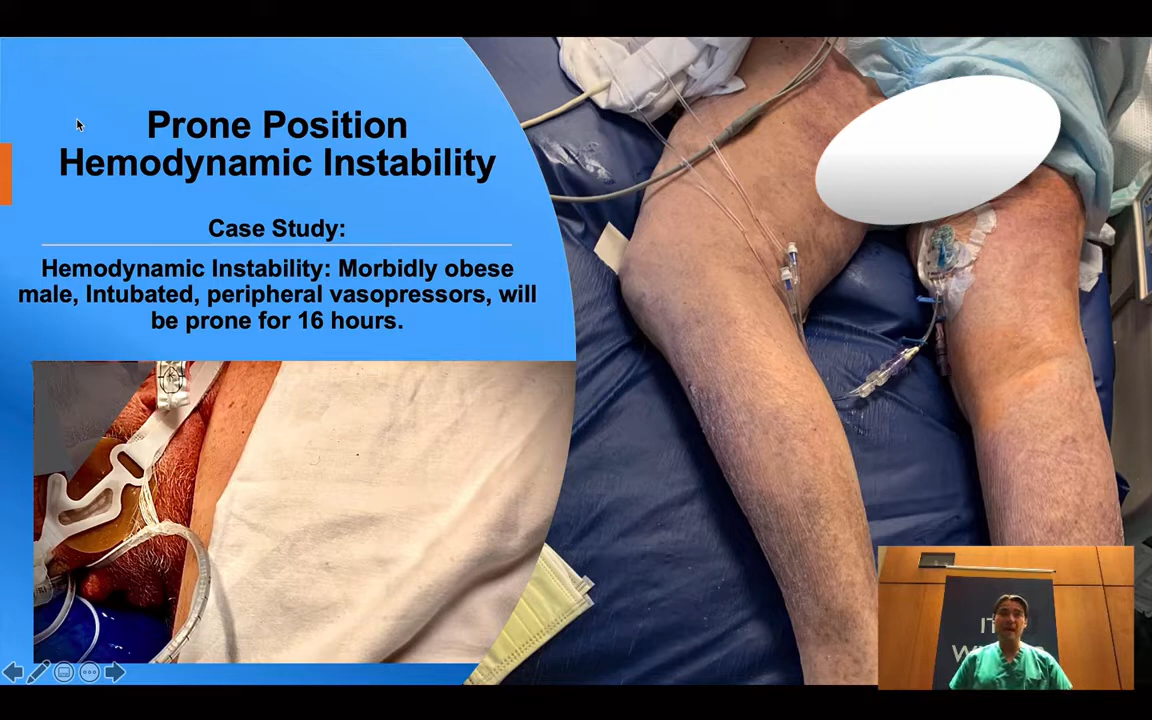 Prone Position
Hemodynamic Instability
Case Study:
Hemodynamic Instability: Morbidly obese
male, Intubated, peripheral vasopressors, will
be prone for 16 hours.